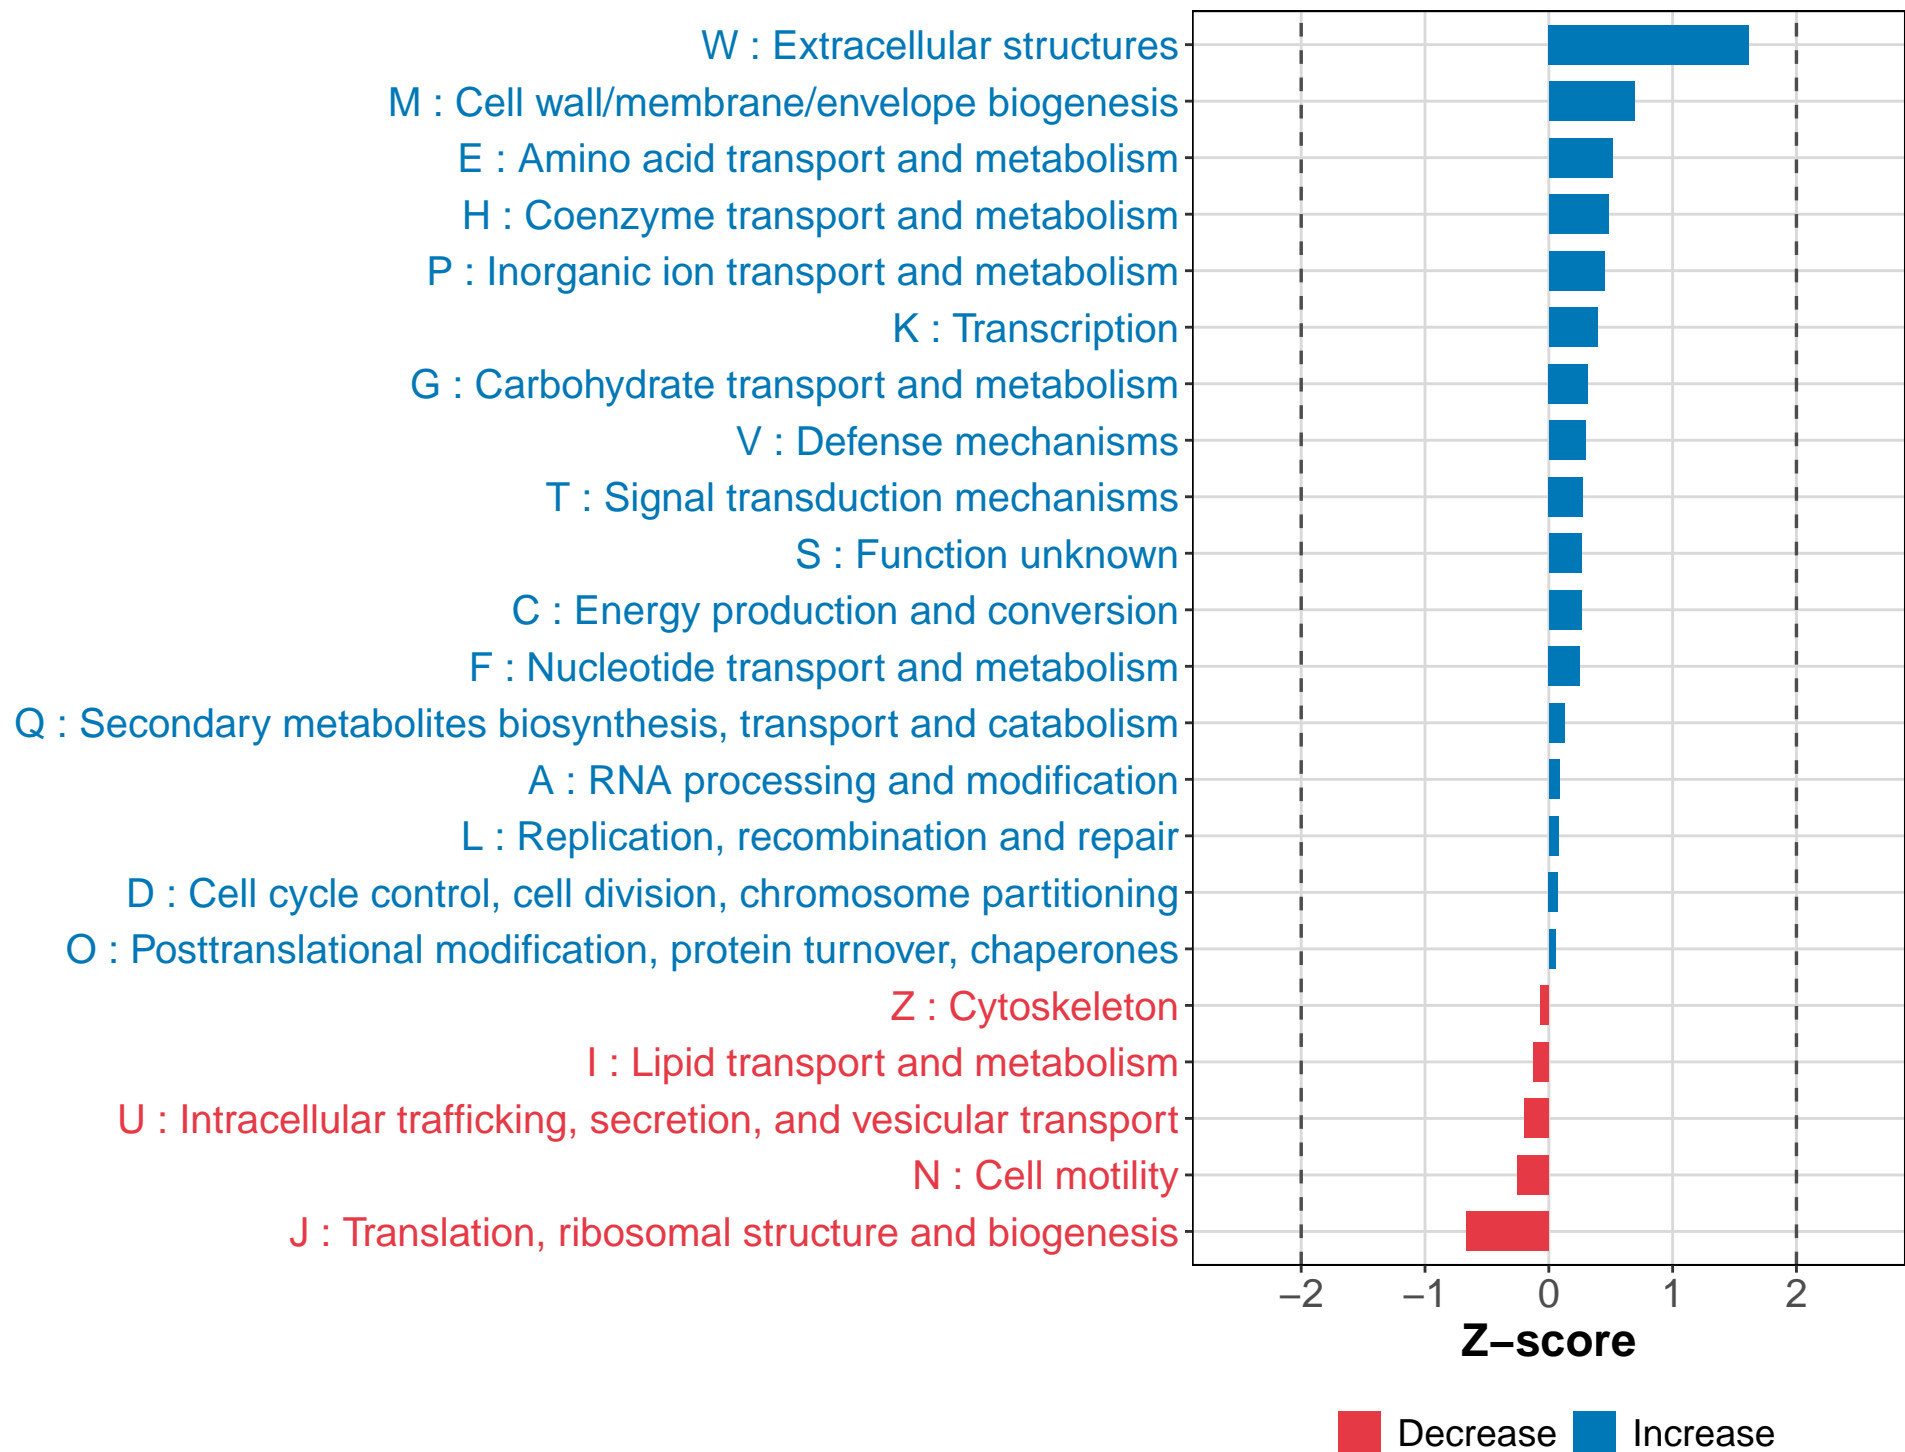 W : Extracellular structures
M : Cell wall/membrane/envelope biogenesis
E : Amino acid transport and metabolism
H : Coenzyme transport and metabolism
P : Inorganic ion transport and metabolism
K : Transcription
G : Carbohydrate transport and metabolism
V : Defense mechanisms
T : Signal transduction mechanisms
S : Function unknown
C : Energy production and conversion
F : Nucleotide transport and metabolism
Q : Secondary metabolites biosynthesis, transport and catabolism
A : RNA processing and modification
L : Replication, recombination and repair
D : Cell cycle control, cell division, chromosome partitioning
O : Posttranslational modification, protein turnover, chaperones
Z : Cytoskeleton
I : Lipid transport and metabolism
U : Intracellular trafficking, secretion, and vesicular transport
N : Cell motility
J : Translation, ribosomal structure and biogenesis
−2 −1 0 1 2
Z−score
Decrease Increase